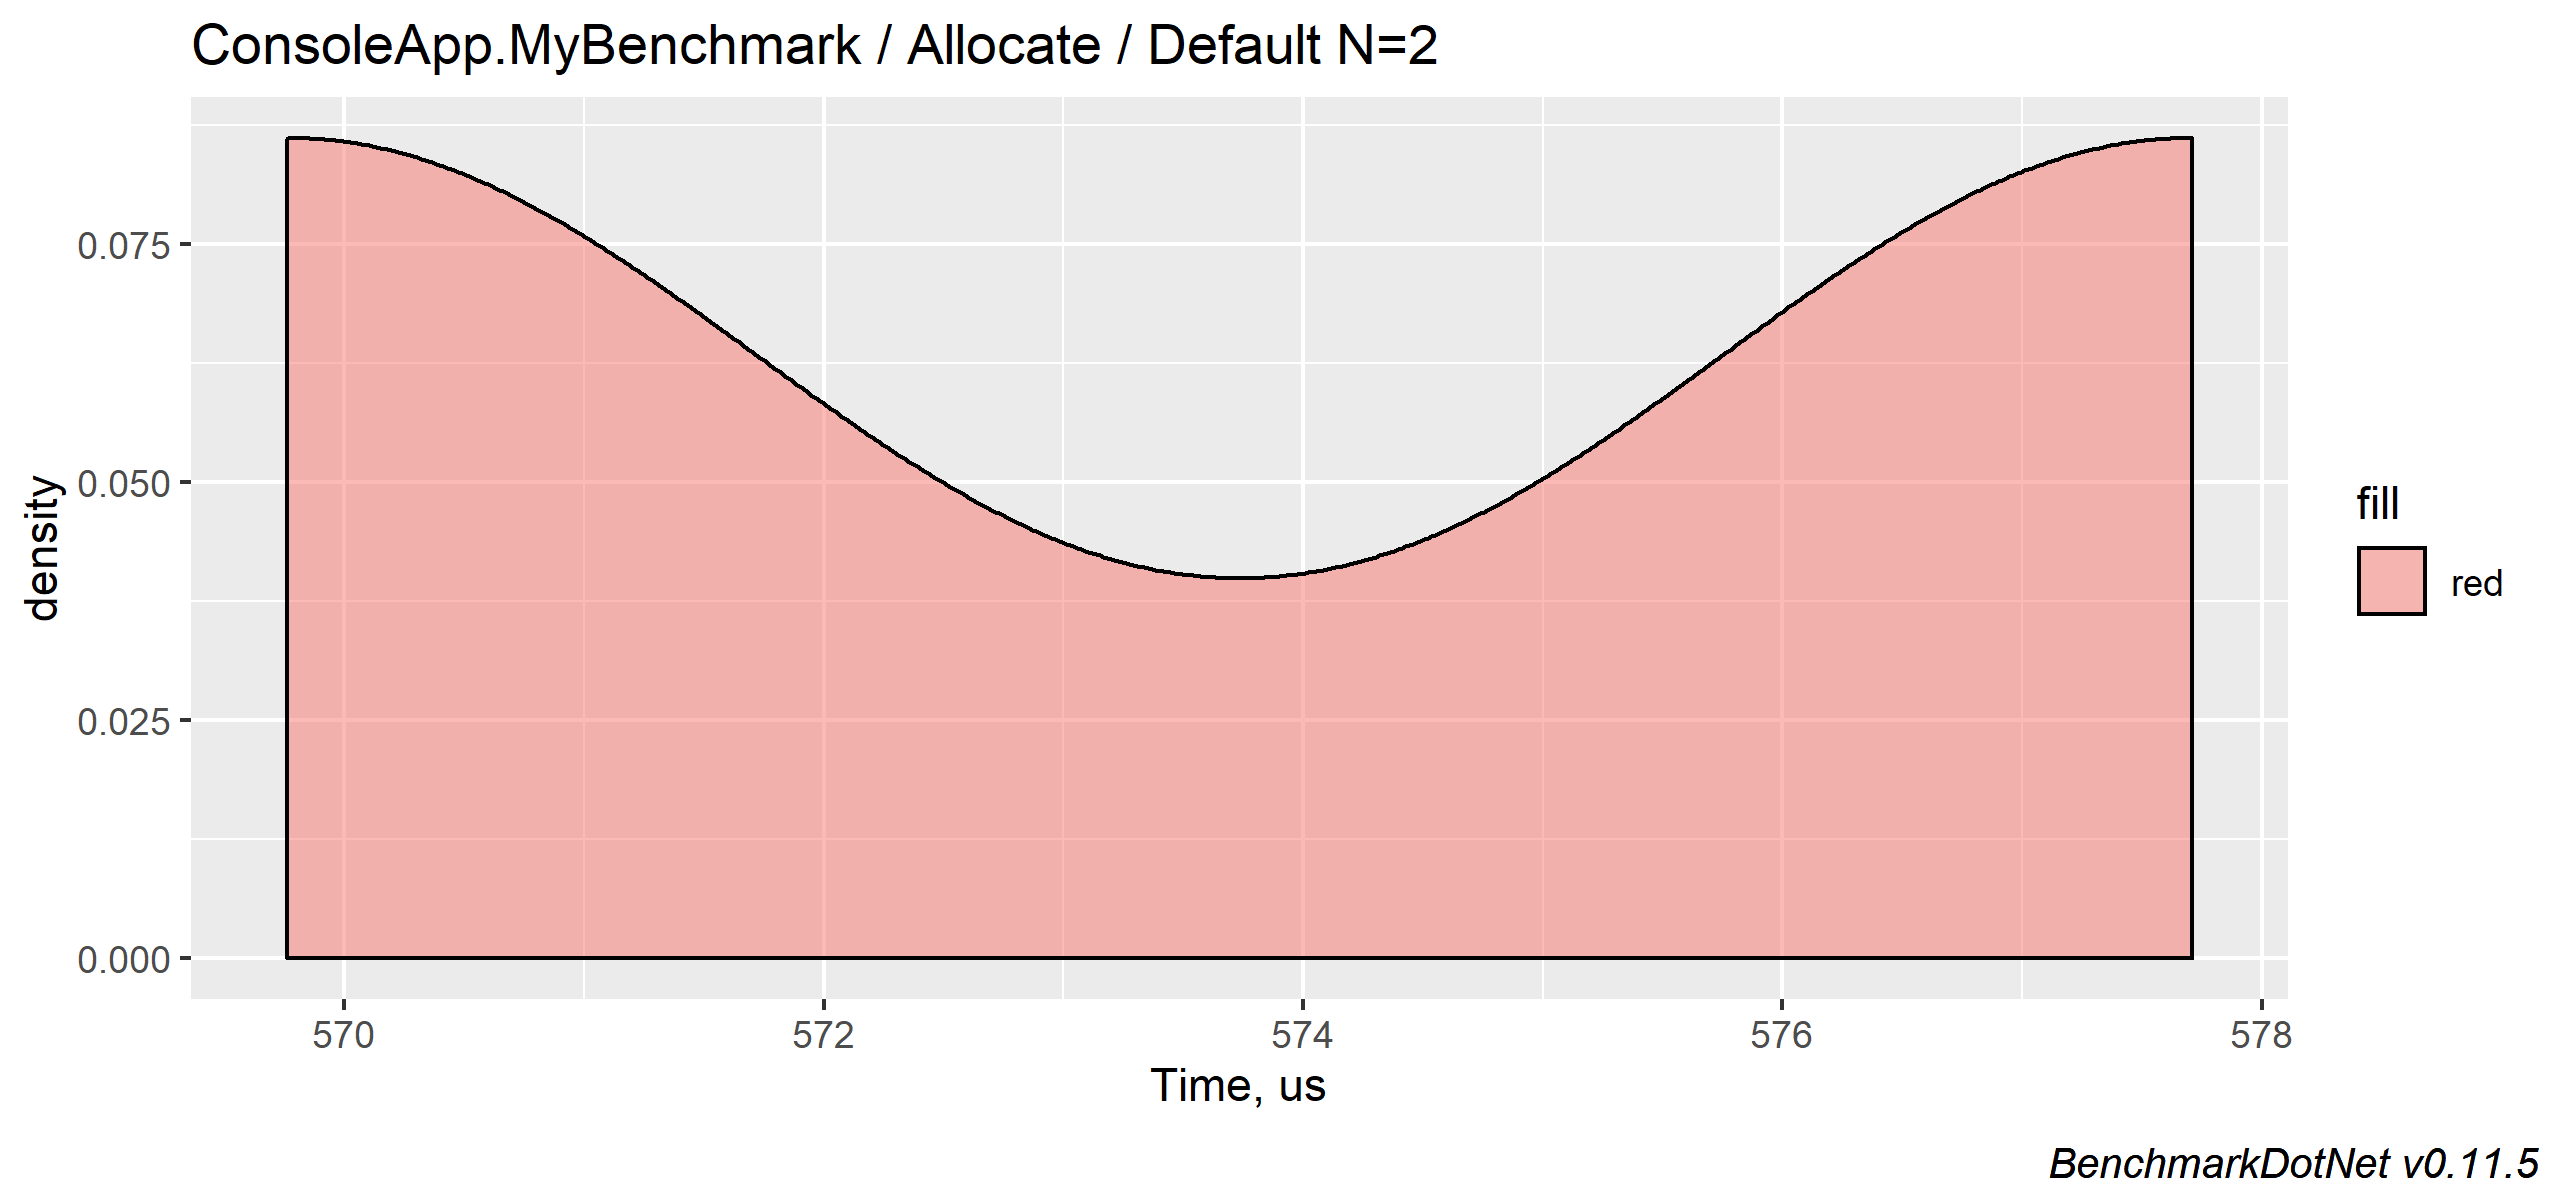 ConsoleApp.MyBenchmark / Allocate / Default N=2
density
0.075
0.050
0.025
0.000
570 572 574 576 578
Time, us
fill
red
BenchmarkDotNet v0.11.5